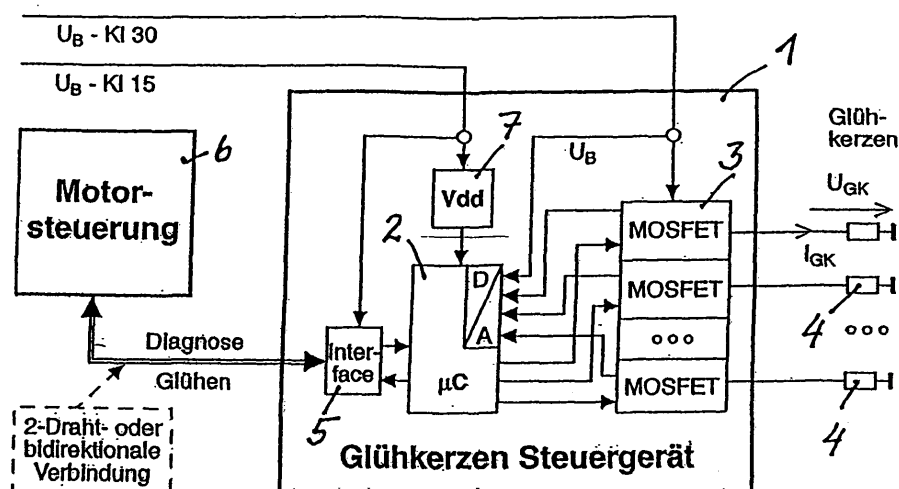 U_B - Kl 30
U_B - Kl 15
1
Glüh-
kerzen
6
7
U_B
3
U_GK
Motor-
steuerung
Vdd
MOSFET
2
I_GK
D
MOSFET
4
A
Diagnose
Inter-
face
ooo
ooo
Glühen
µC
MOSFET
5
4
2-Draht- oder
bidirektionale
Verbindung
Glühkerzen Steuergerät